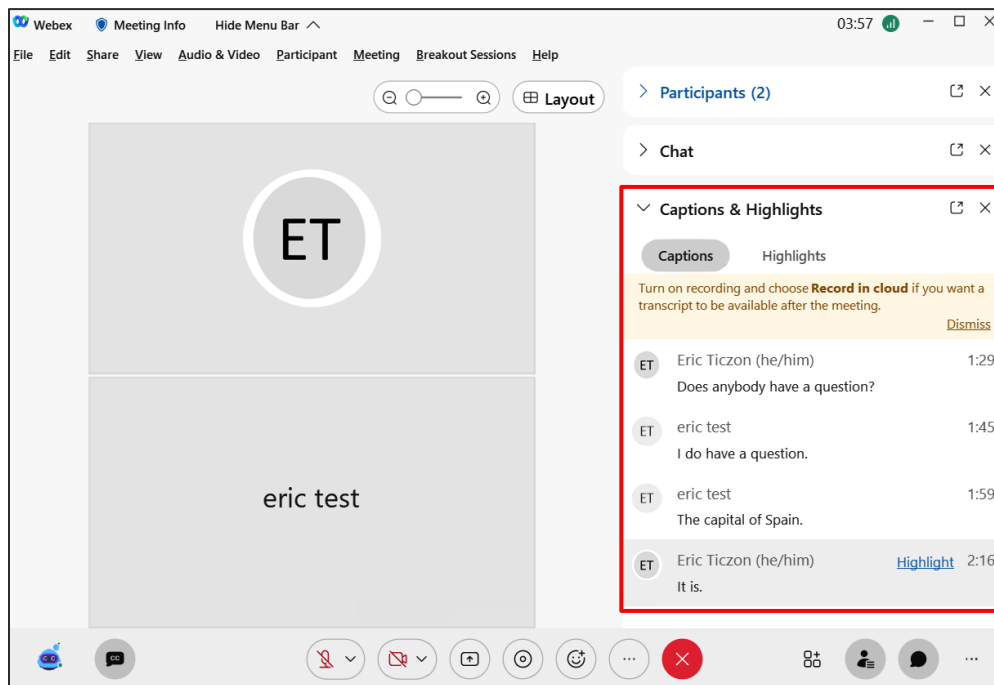 Webex Meeting Info Hide Menu Bar 03:57
File Edit Share View Audio & Video Participant Meeting Breakout Sessions Help
Layout
ET
eric test
Participants (2)
Chat
Captions & Highlights
Captions Highlights
Turn on recording and choose Record in cloud if you want a
transcript to be available after the meeting.
Dismiss
ET Eric Ticzon (he/him) 1:29
Does anybody have a question?
ET eric test 1:45
I do have a question.
ET eric test 1:59
The capital of Spain.
ET Eric Ticzon (he/him) Highlight 2:16
It is.
CC